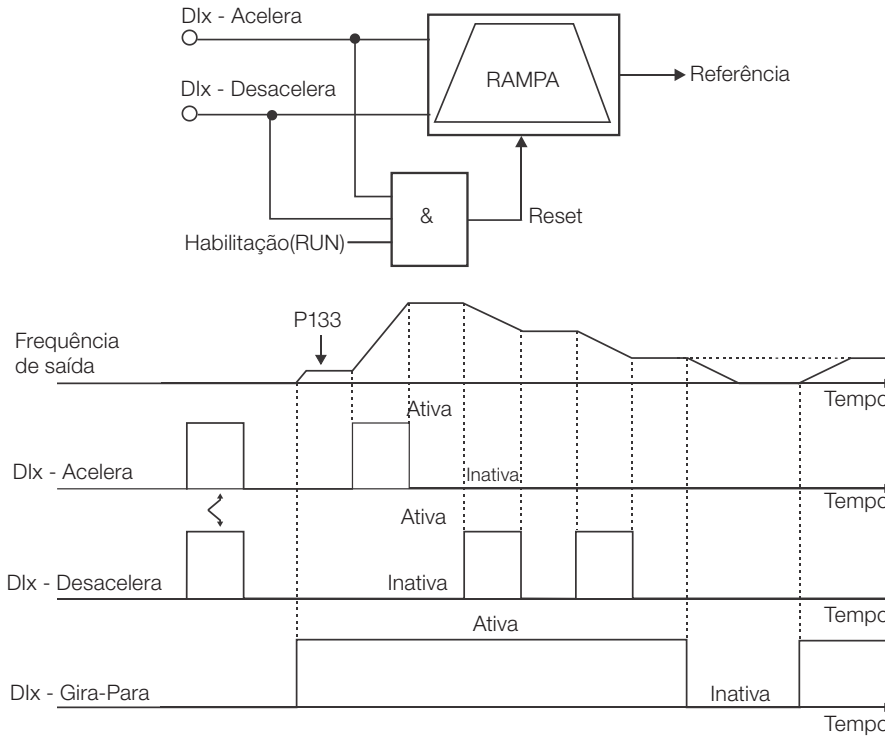 DIx - Acelera
DIx - Desacelera
RAMPA
Referência
&
Reset
Habilitação(RUN)
P133
Frequência
de saída
Tempo
Ativa
DIx - Acelera
Inativa
Tempo
Ativa
DIx - Desacelera
Inativa
Tempo
Ativa
DIx - Gira-Para
Inativa
Tempo